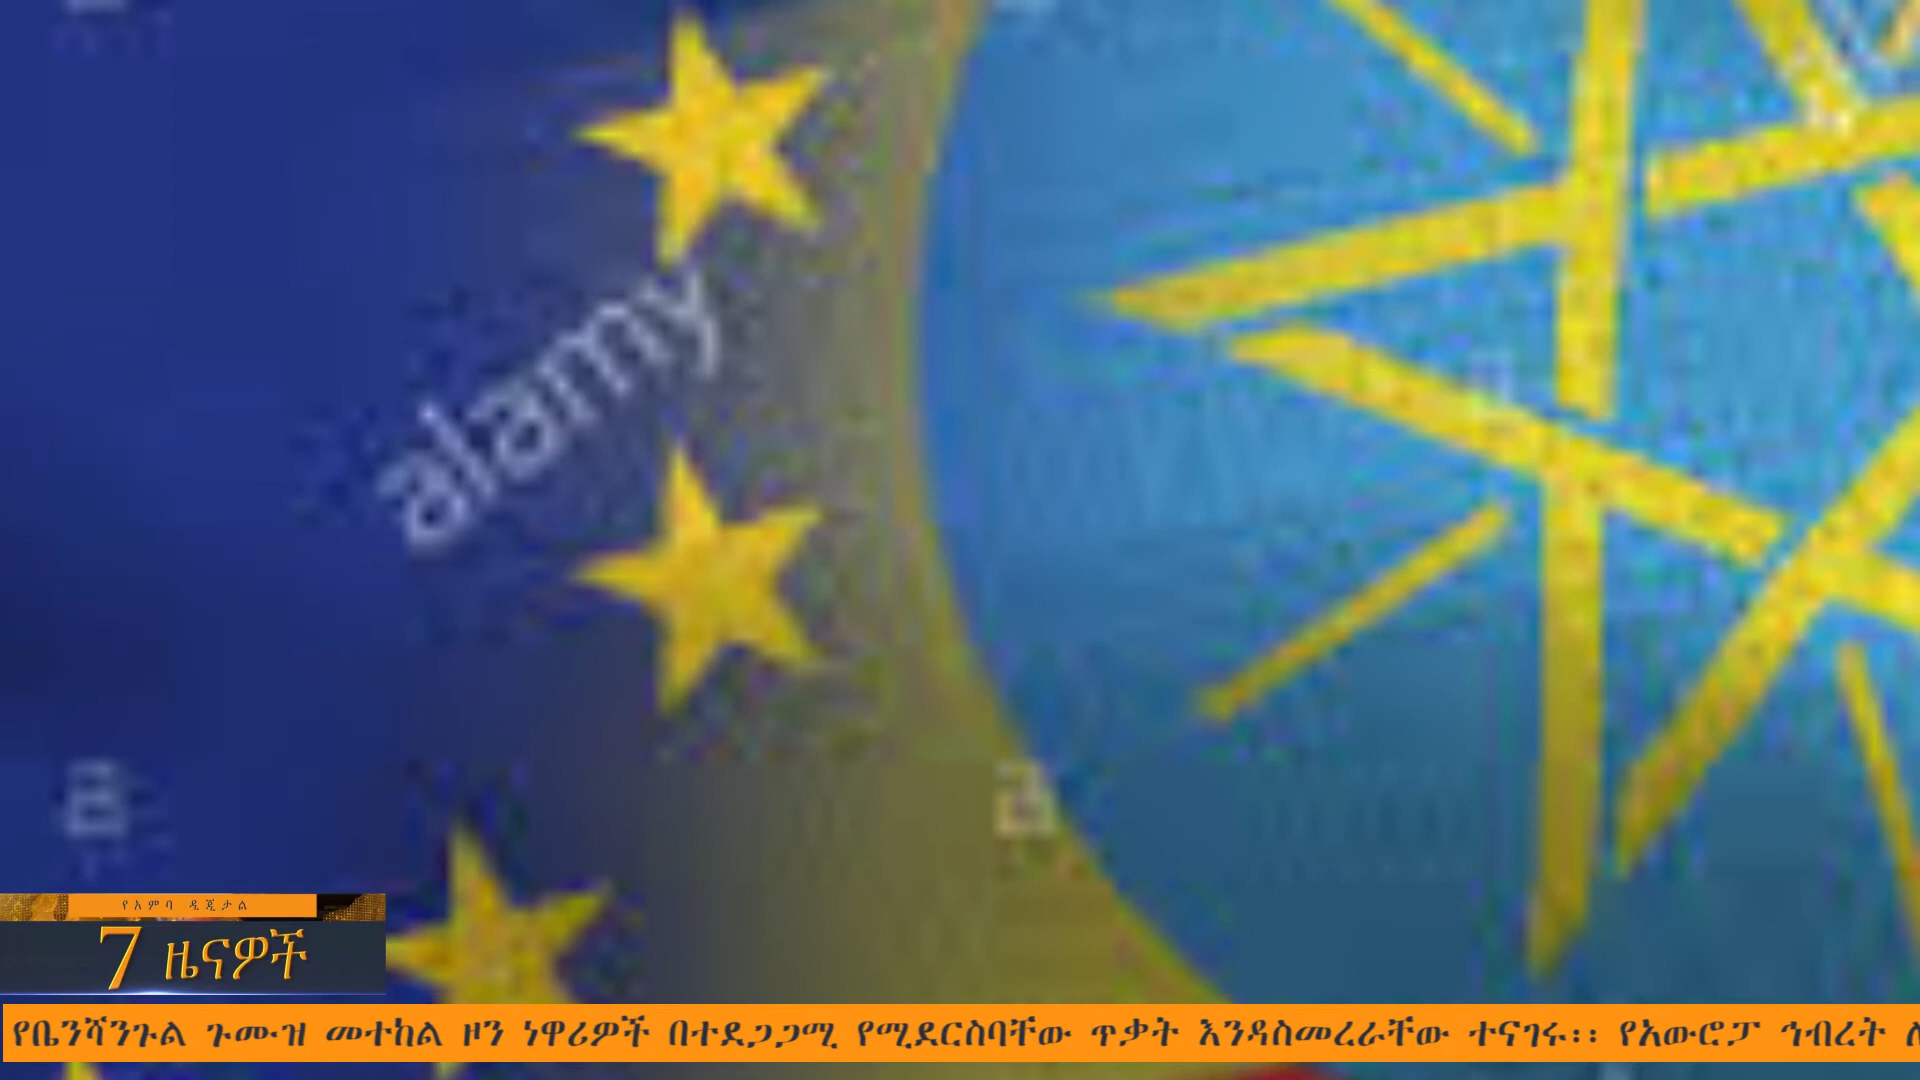 alamy
a
a
የአምባ ዲጂታል
7 ዜናዎች
የቤንሻንጉል ጉሙዝ መተከል ዞን ነዋሪዎች በተደጋጋሚ የሚደርስባቸው ጥቃት እንዳስመረራቸው ተናገሩ፡፡ የአውሮፓ ኅብረት ለ